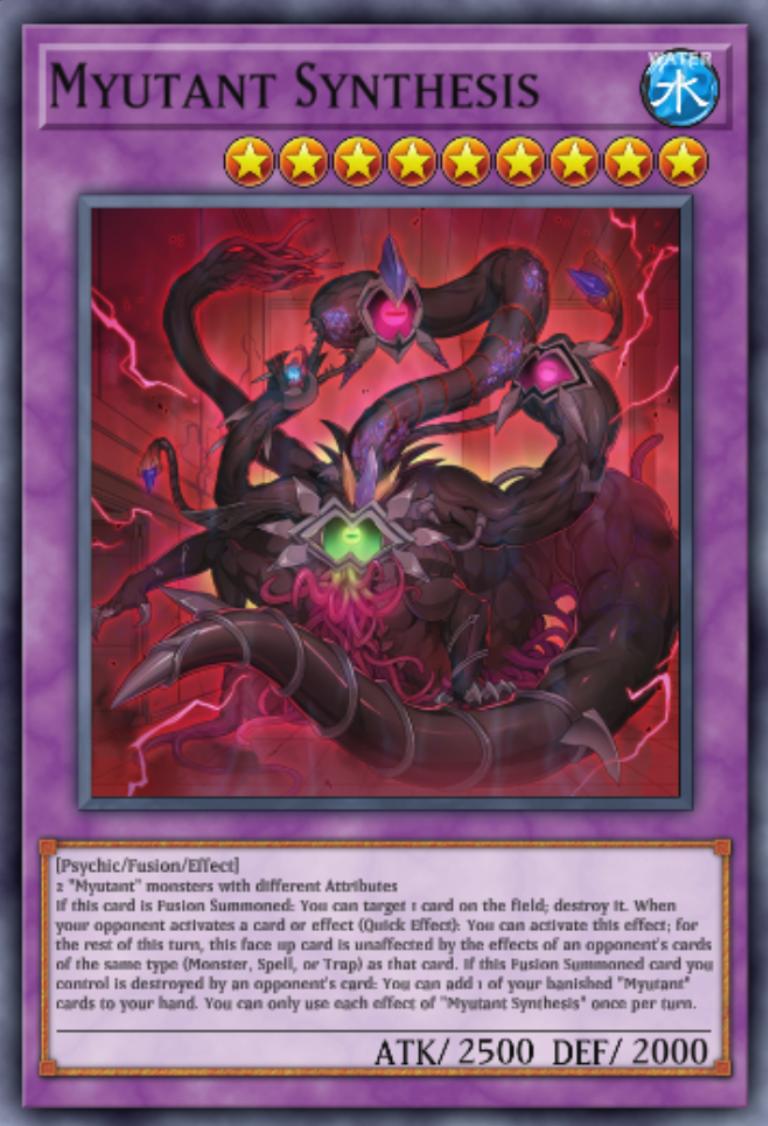 Myutant Synthesis
WATER
水
[Psychic/Fusion/Effect]
2 "Myutant" monsters with different Attributes
If this card is Fusion Summoned: You can target 1 card on the field; destroy it. When
your opponent activates a card or effect (Quick Effect): You can activate this effect; for
the rest of this turn, this face up card is unaffected by the effects of an opponent's cards
of the same type (Monster, Spell, or Trap) as that card. If this Fusion Summoned card you
control is destroyed by an opponent's card: You can add 1 of your banished "Myutant"
cards to your hand. You can only use each effect of "Myutant Synthesis" once per turn.
ATK/ 2500 DEF/ 2000